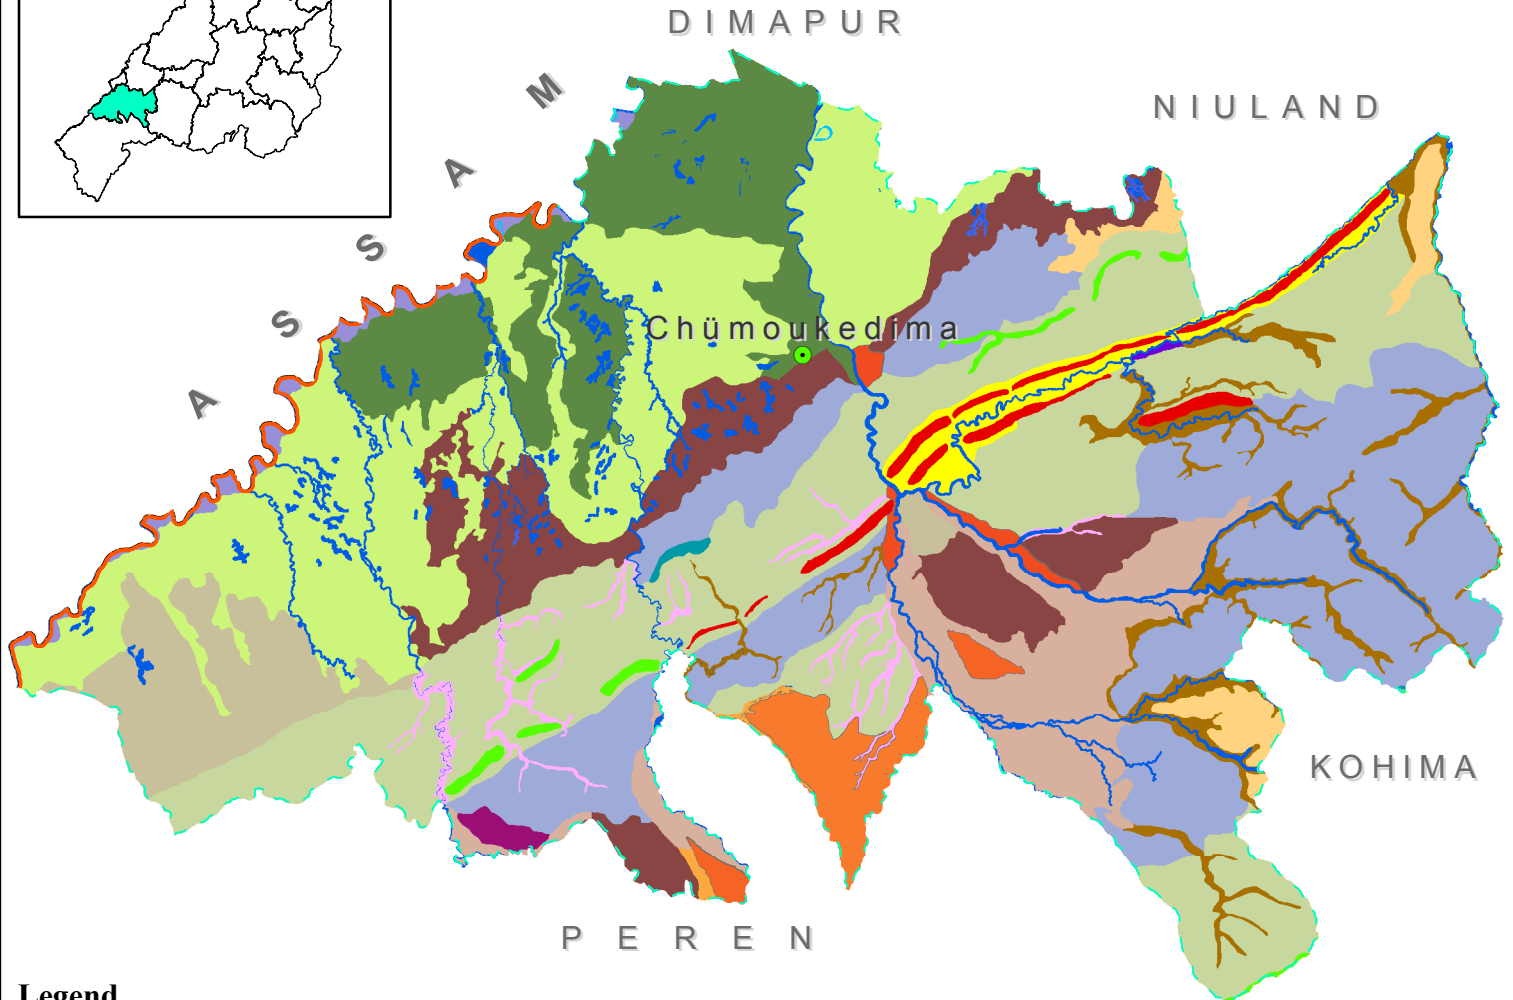 DIMAPUR
NIULAND
ASSAM
Chümoukedima
KOHIMA
PEREN
Legend